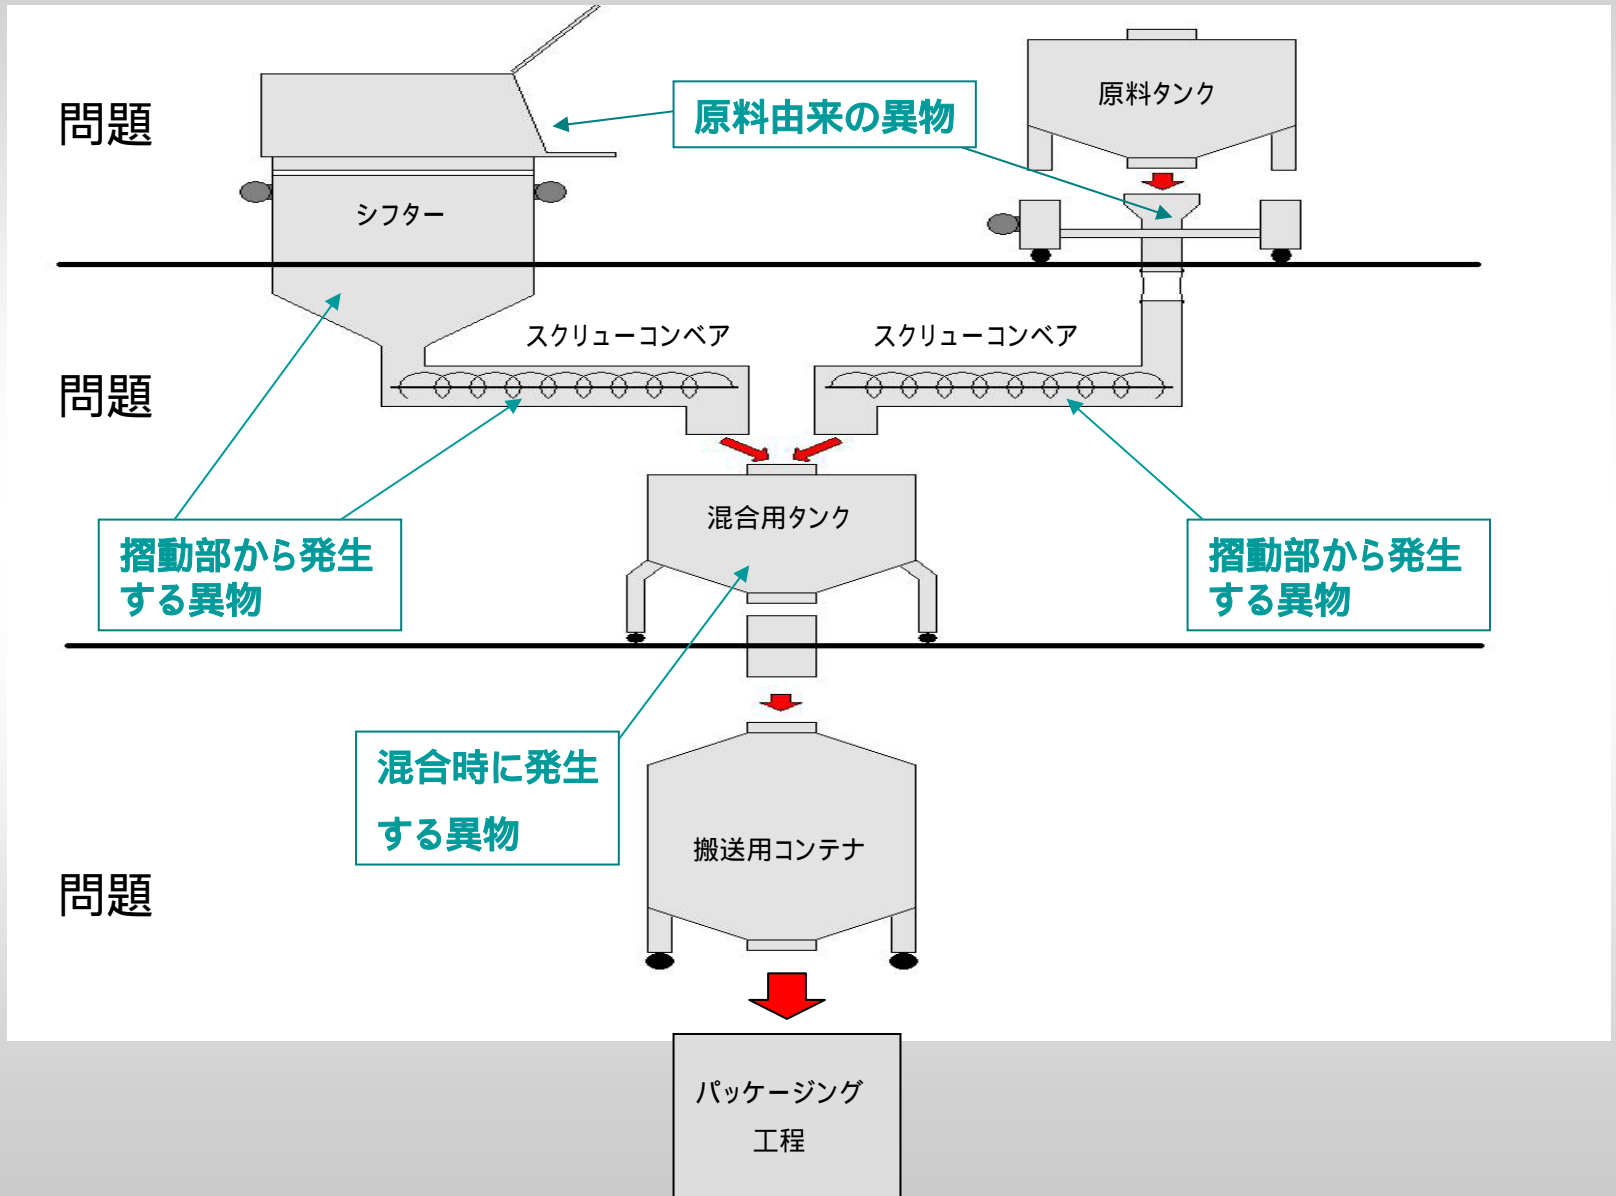 問題
原料由来の異物
原料タンク
シフター
スクリューコンベア
スクリューコンベア
問題
混合用タンク
摺動部から発生
する異物
摺動部から発生
する異物
混合時に発生
する異物
搬送用コンテナ
問題
パッケージング
工程